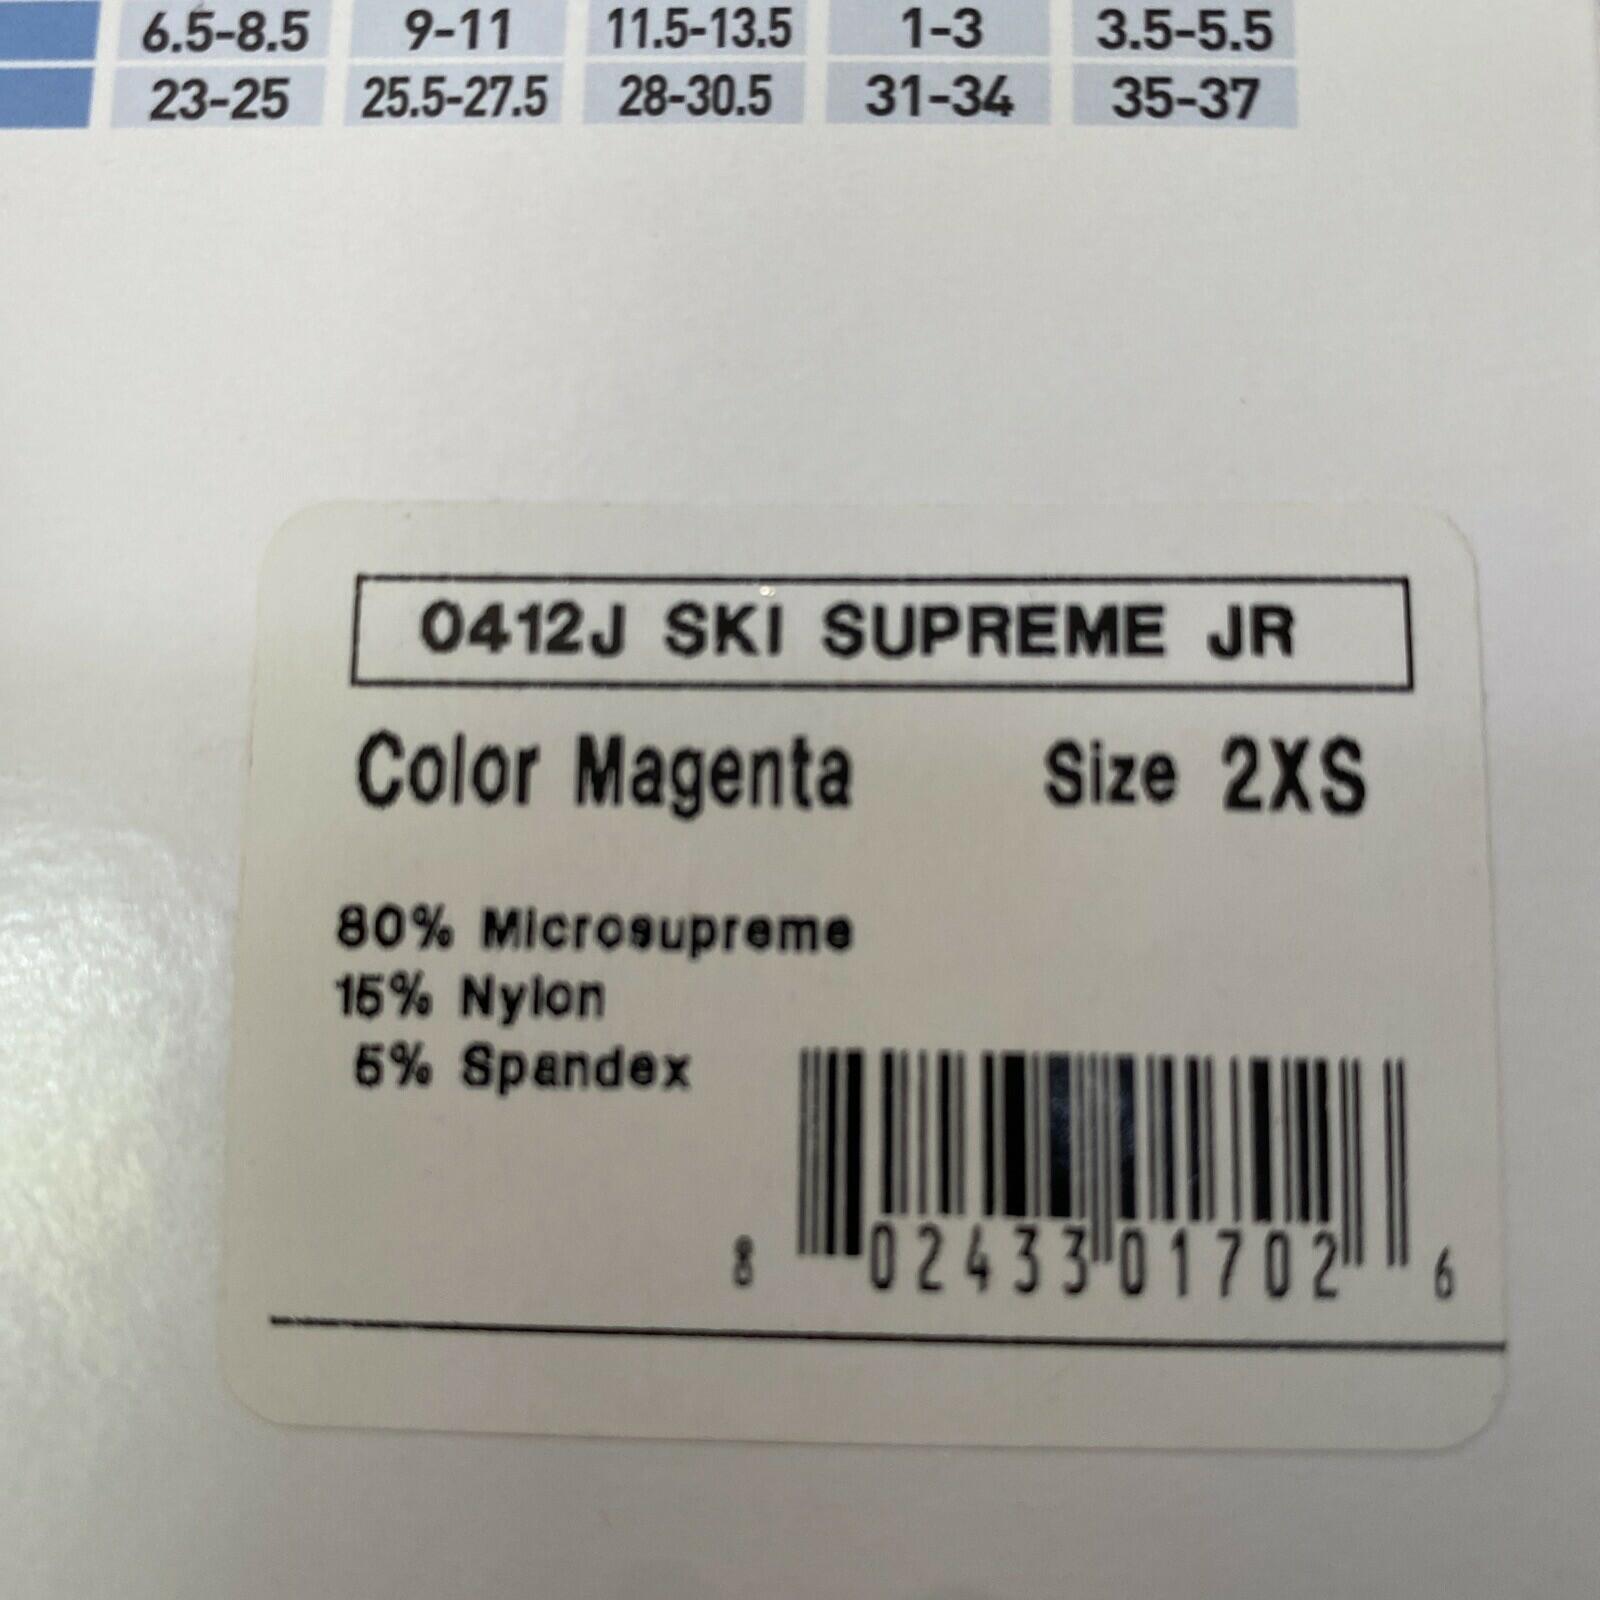 6.5-8.5 9-11 11.5-13.5 1-3 3.5-5.5
23-25 25.5-27.5 28-30.5 31-34 35-37
0412J SKI SUPREME JR
Color Magenta Size 2XS
80% Microsupreme
15% Nylon
5% Spandex
8 02433 01702 6